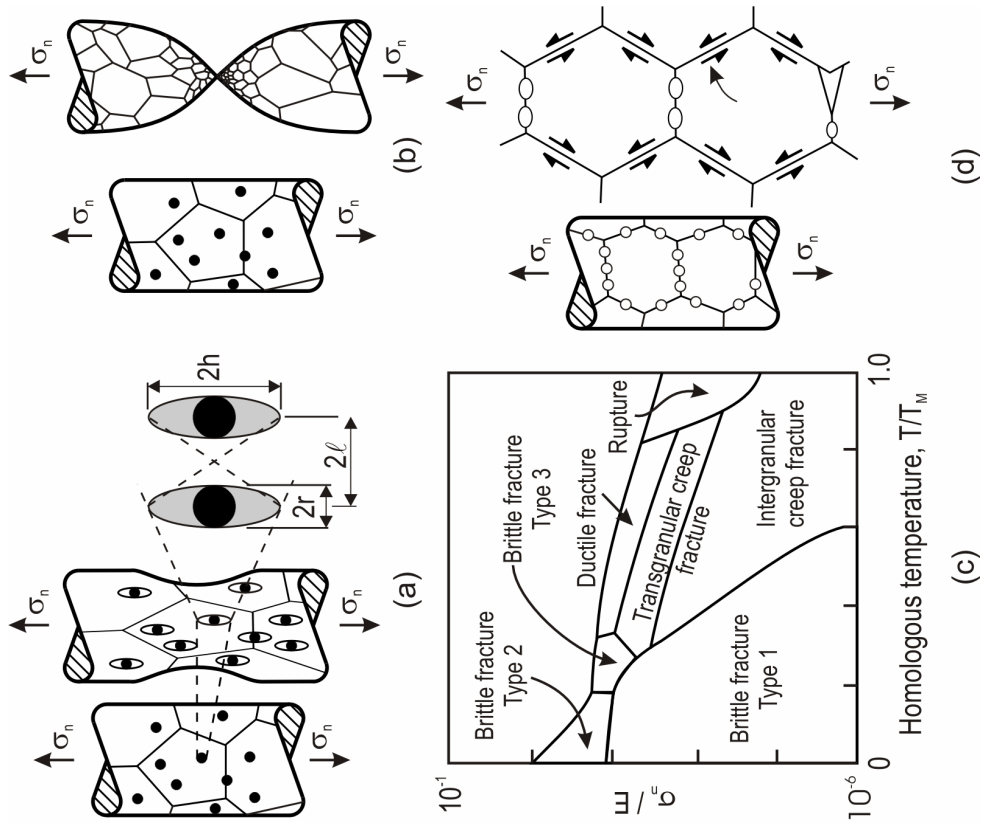 σn
σn
σn
σn
2h
2r
2ℓ
(a)
σn
σn
σn
σn
(b)
10⁻¹
σn/E
10⁻⁶
Brittle fracture
Type 2
Brittle fracture
Type 3
Ductile fracture
Rupture
Transgranular creep
fracture
Brittle fracture
Type 1
Intergranular
creep fracture
0
1.0
Homologous temperature, T/TM
(c)
σn
σn
σn
σn
(d)